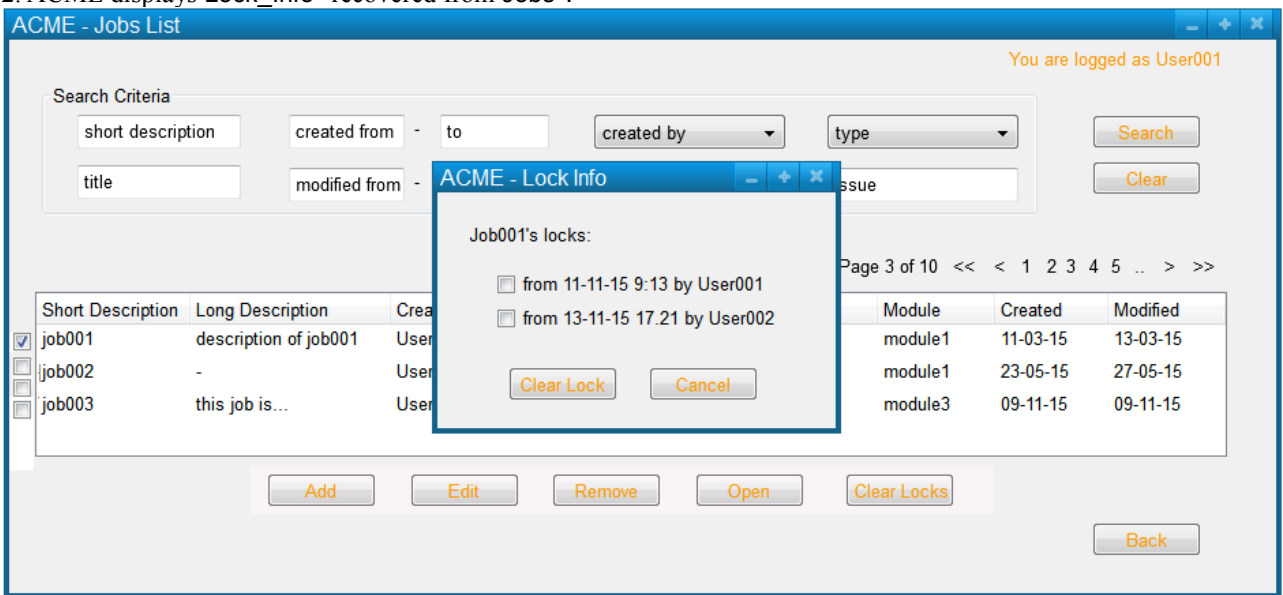 ACME - Jobs List
You are logged as User001
Search Criteria
short description created from - to created by type Search
title modified from - ssue Clear
ACME - Lock Info
Job001's locks:
from 11-11-15 9:13 by User001
from 13-11-15 17.21 by User002
Clear Lock Cancel
Page 3 of 10 << < 1 2 3 4 5 .. > >>
Short Description Long Description Crea Module Created Modified
job001 description of job001 User module1 11-03-15 13-03-15
job002 - User module1 23-05-15 27-05-15
job003 this job is... User module3 09-11-15 09-11-15
Add Edit Remove Open Clear Locks
Back